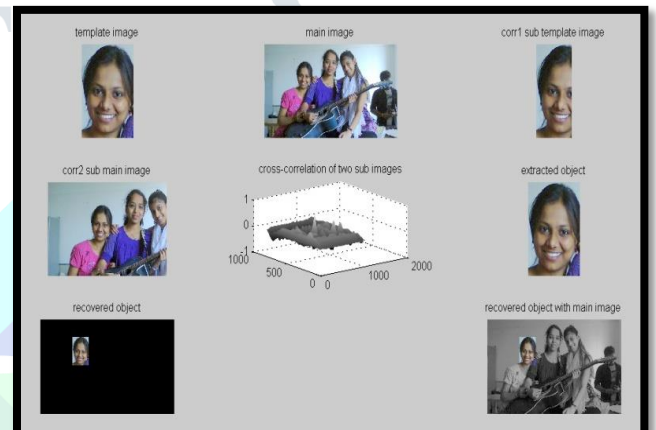 template image
main image
corr1 sub template image
corr2 sub main image
cross-correlation of two sub images
extracted object
1
0
-1
1000
500
0
0
1000
2000
recovered object
recovered object with main image